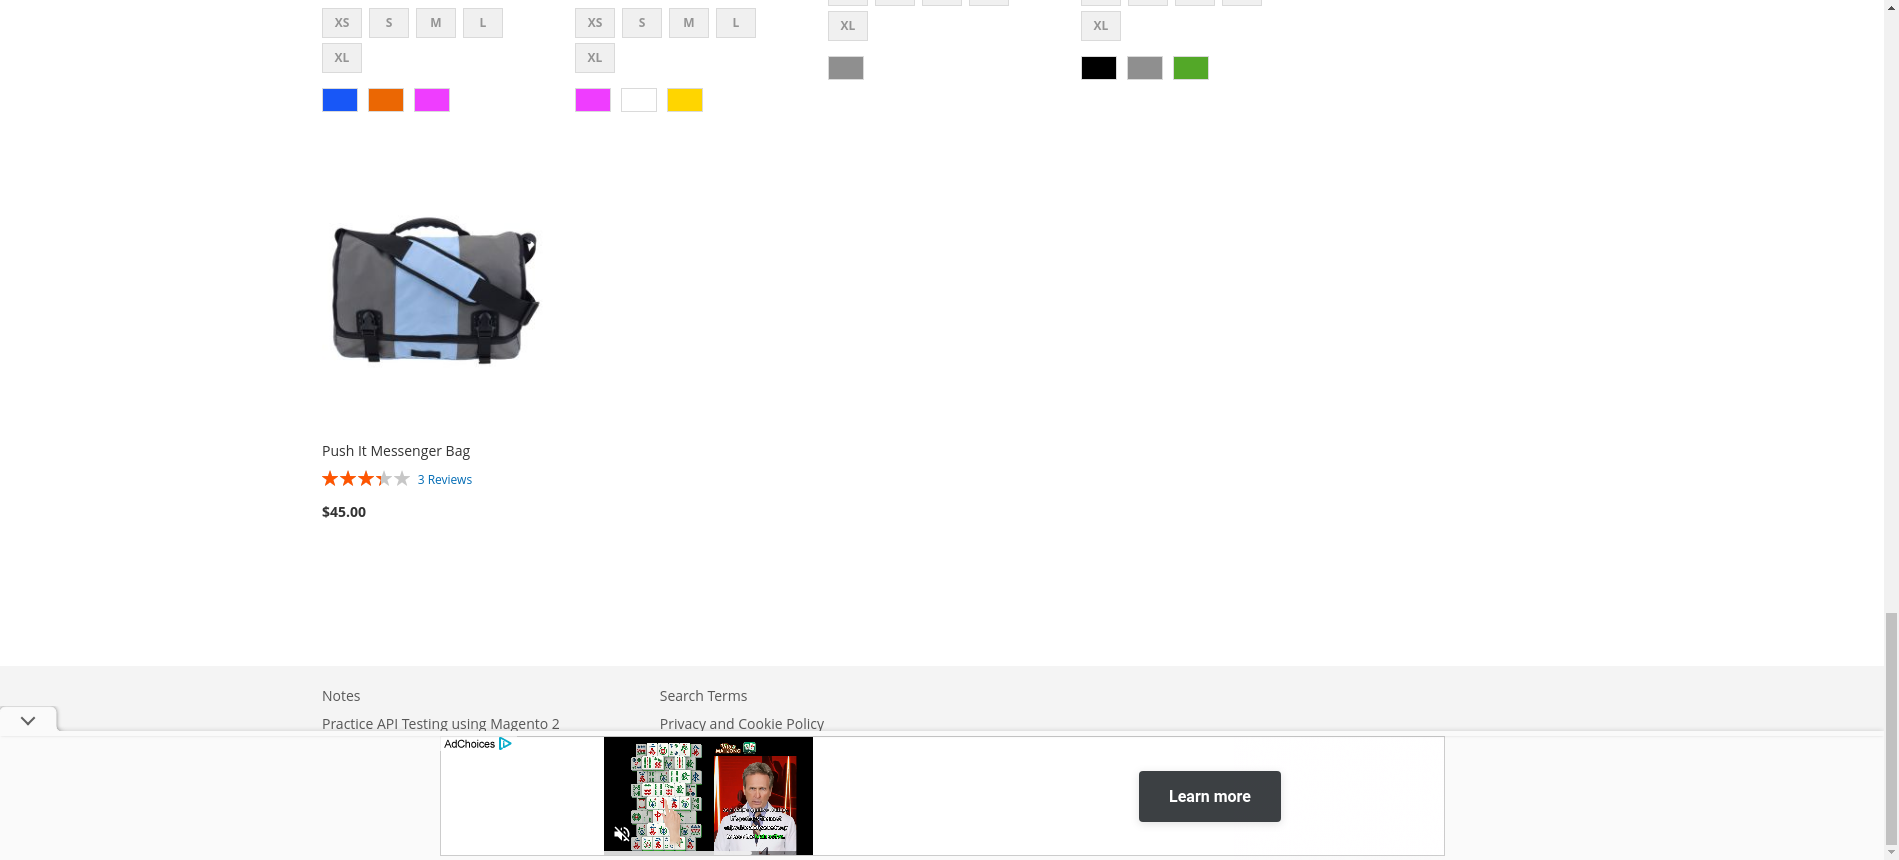 XS S M L
XL
XS S M L
XL
XL
XL
Push It Messenger Bag
3 Reviews
$45.00
Notes
Search Terms
Practice API Testing using Magento 2
Privacy and Cookie Policy
AdChoices
Learn more